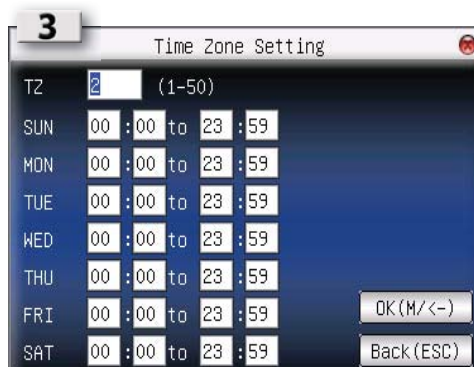 3
Time Zone Setting
TZ 2 (1-50)
SUN 00 :00 to 23 :59
MON 00 :00 to 23 :59
TUE 00 :00 to 23 :59
WED 00 :00 to 23 :59
THU 00 :00 to 23 :59
FRI 00 :00 to 23 :59
OK(M/<-)
SAT 00 :00 to 23 :59
Back(ESC)